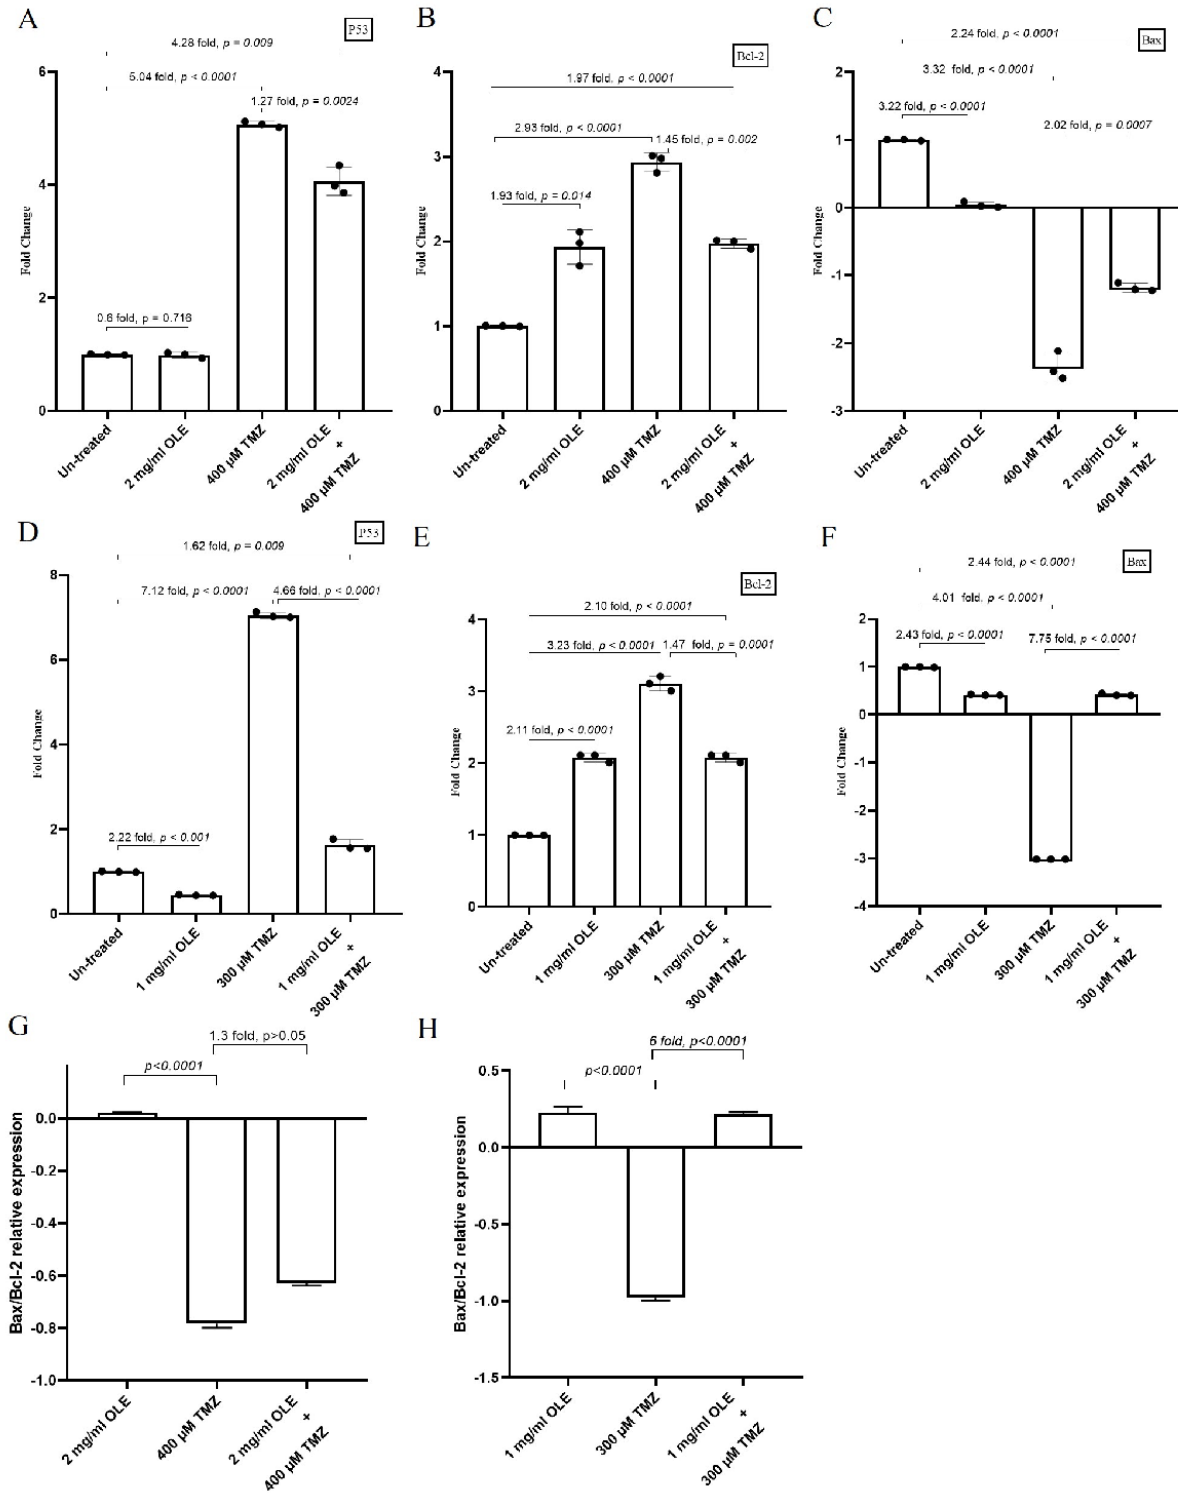 A
P53
4.28 fold, p = 0.009
5.04 fold, p < 0.0001
1.27 fold, p = 0.0024
0.8 fold, p = 0.716
Fold Change
6
4
2
0
Un-treated
2 mg/ml OLE
400 µM TMZ
2 mg/ml OLE
+
400 µM TMZ
B
Bcl-2
1.97 fold, p < 0.0001
2.93 fold, p < 0.0001
1.45 fold, p = 0.002
1.93 fold, p = 0.014
Fold Change
4
3
2
1
0
Un-treated
2 mg/ml OLE
400 µM TMZ
2 mg/ml OLE
+
400 µM TMZ
C
Bax
2.24 fold, p < 0.0001
3.32 fold, p < 0.0001
3.22 fold, p < 0.0001
2.02 fold, p = 0.0007
Fold Change
2
1
0
-1
-2
-3
Un-treated
2 mg/ml OLE
400 µM TMZ
2 mg/ml OLE
+
400 µM TMZ
D
P53
1.62 fold, p = 0.009
7.12 fold, p < 0.0001
4.66 fold, p < 0.0001
2.22 fold, p < 0.001
Fold Change
8
6
4
2
0
Un-treated
1 mg/ml OLE
300 µM TMZ
1 mg/ml OLE
+
300 µM TMZ
E
Bcl-2
2.10 fold, p < 0.0001
3.23 fold, p < 0.0001
1.47 fold, p = 0.0001
2.11 fold, p < 0.0001
Fold Change
4
3
2
1
0
Un-treated
1 mg/ml OLE
300 µM TMZ
1 mg/ml OLE
+
300 µM TMZ
F
Bax
2.44 fold, p < 0.0001
4.01 fold, p < 0.0001
2.43 fold, p < 0.0001
7.75 fold, p < 0.0001
Fold Change
2
1
0
-1
-2
-3
-4
Un-treated
1 mg/ml OLE
300 µM TMZ
1 mg/ml OLE
+
300 µM TMZ
G
1.3 fold, p>0.05
p<0.0001
Bax/Bcl-2 relative expression
0.0
-0.2
-0.4
-0.6
-0.8
-1.0
2 mg/ml OLE
400 µM TMZ
2 mg/ml OLE
+
400 µM TMZ
H
6 fold, p<0.0001
p<0.0001
Bax/Bcl-2 relative expression
0.5
0.0
-0.5
-1.0
-1.5
1 mg/ml OLE
300 µM TMZ
1 mg/ml OLE
+
300 µM TMZ